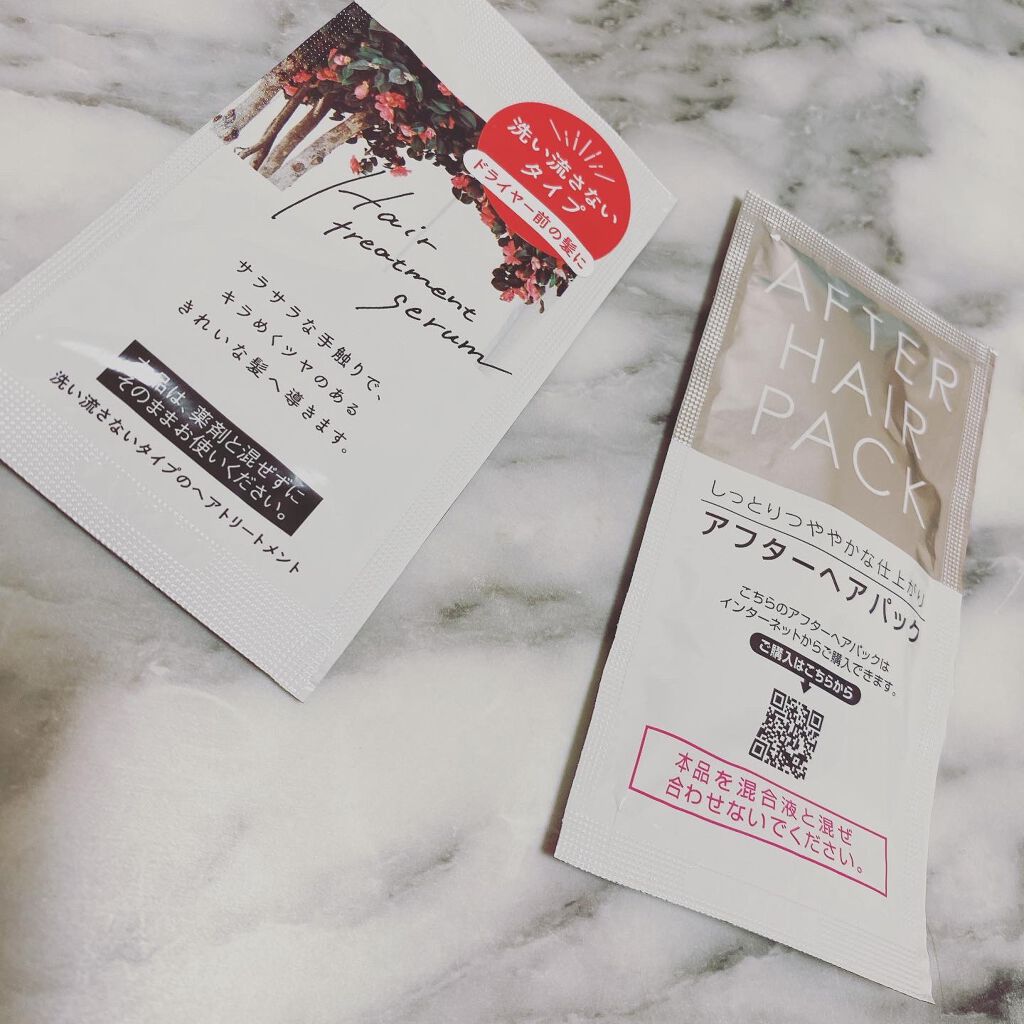 洗い流さない
タイプ
ドライヤー前の髪に
Hair
treatment
serum
サラサラな手触りで、
キラめくツヤのある
きれいな髪へ導きます。
本品は、薬剤と混ぜずに
そのままお使いください。
洗い流さないタイプのヘアトリートメント
AFTER
HAIR
PACK
しっとりつややかな仕上がり
アフターヘアパック
こちらのアフターヘアパックは
インターネットからご購入できます。
ご購入はこちらから
本品を混合液と混ぜ
合わせないでください。